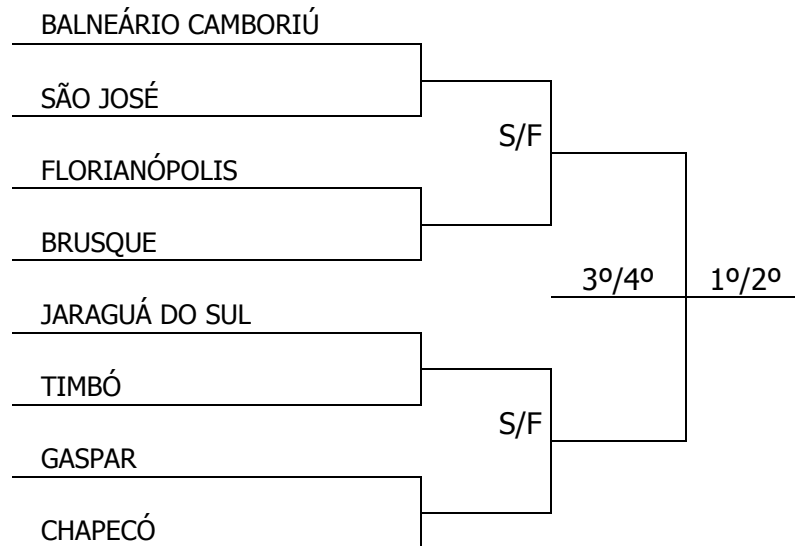 BALNEÁRIO CAMBORIÚ
SÃO JOSÉ
S/F
FLORIANÓPOLIS
BRUSQUE
3º/4º 1º/2º
JARAGUÁ DO SUL
TIMBÓ
S/F
GASPAR
CHAPECÓ